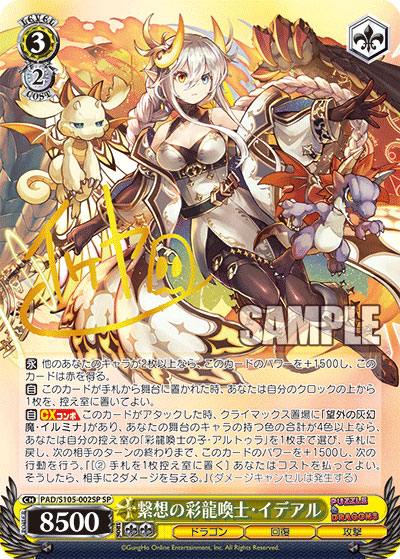 LEVEL
3
2
COST
SAMPLE
永 他のあなたのキャラが2枚以上なら、このカードのパワーを＋1500し、この
カードは赤を得る。
自 このカードが手札から舞台に置かれた時、あなたは自分のクロックの上から
1枚を、控え室に置いてよい。
自 CXコンボ このカードがアタックした時、クライマックス置場に「望外の灰幻
魔・イルミナ」があり、あなたの舞台のキャラの持つ色の合計が4色以上なら、
あなたは自分の控え室の「彩龍喚士の子・アルトゥラ」を1枚まで選び、手札に
戻し、次の相手のターンの終わりまで、このカードのパワーを＋1500し、次の
行動を行う。『［② 手札を1枚控え室に置く］ あなたはコストを払ってよい。
そうしたら、相手に2ダメージを与える。』（ダメージキャンセルは発生する）
CH PAD/S105-002SP SP
繋想の彩龍喚士・イデアル
PUZZLE
& DRAGONS
POWER
8500
ドラゴン 回復 攻撃
©GungHo Online Entertainment, Inc. All Rights Reserved.